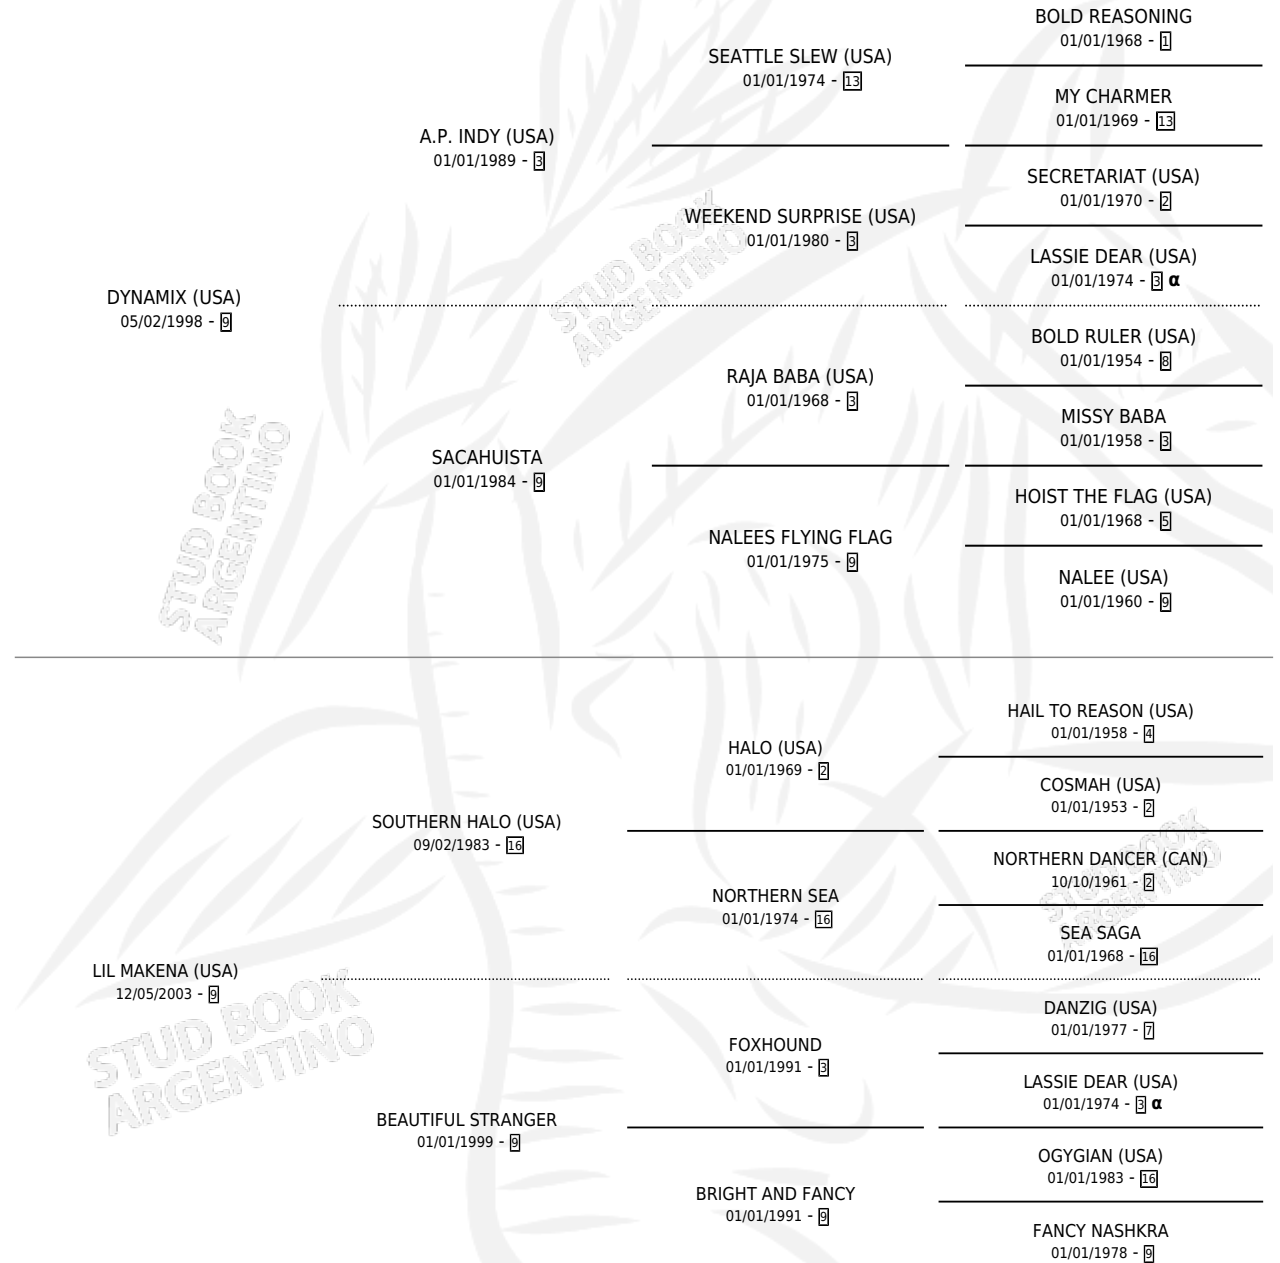 BOLD REASONING
01/01/1968 - 1
SEATTLE SLEW (USA)
01/01/1974 - 13
MY CHARMER
01/01/1969 - 13
A.P. INDY (USA)
01/01/1989 - 3
SECRETARIAT (USA)
01/01/1970 - 2
WEEKEND SURPRISE (USA)
01/01/1980 - 3
LASSIE DEAR (USA)
01/01/1974 - 3 α
DYNAMIX (USA)
05/02/1998 - 9
BOLD RULER (USA)
01/01/1954 - 8
RAJA BABA (USA)
01/01/1968 - 3
MISSY BABA
01/01/1958 - 3
SACAHUISTA
01/01/1984 - 9
HOIST THE FLAG (USA)
01/01/1968 - 5
NALEES FLYING FLAG
01/01/1975 - 9
NALEE (USA)
01/01/1960 - 9
HAIL TO REASON (USA)
01/01/1958 - 4
HALO (USA)
01/01/1969 - 2
COSMAH (USA)
01/01/1953 - 2
SOUTHERN HALO (USA)
09/02/1983 - 16
NORTHERN DANCER (CAN)
10/10/1961 - 2
NORTHERN SEA
01/01/1974 - 16
SEA SAGA
01/01/1968 - 16
LIL MAKENA (USA)
12/05/2003 - 9
DANZIG (USA)
01/01/1977 - 7
FOXHOUND
01/01/1991 - 3
LASSIE DEAR (USA)
01/01/1974 - 3 α
BEAUTIFUL STRANGER
01/01/1999 - 9
OGYGIAN (USA)
01/01/1983 - 16
BRIGHT AND FANCY
01/01/1991 - 9
FANCY NASHKRA
01/01/1978 - 9
STUD BOOK
ARGENTINO
STUD BOOK
ARGENTINO
STUD BOOK
ARGENTINO
STUD BOOK
ARGENTINO